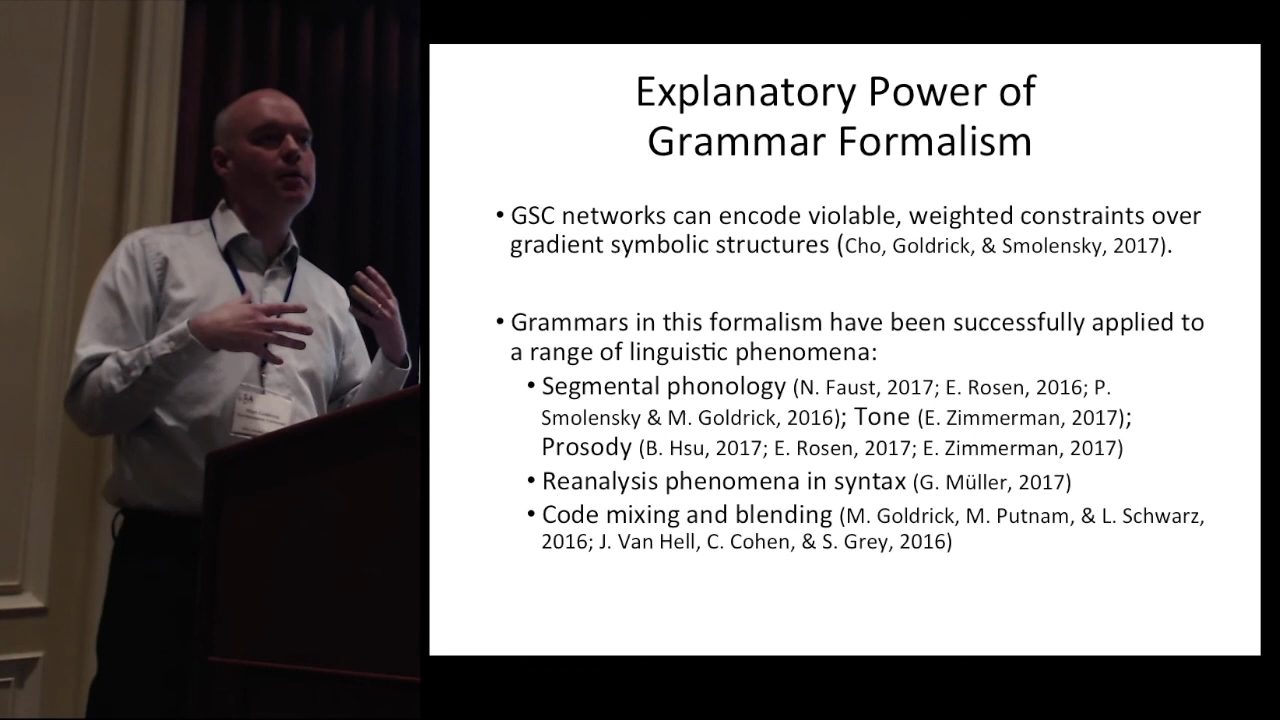 Explanatory Power of
Grammar Formalism
• GSC networks can encode violable, weighted constraints over
gradient symbolic structures (Cho, Goldrick, & Smolensky, 2017).
• Grammars in this formalism have been successfully applied to
a range of linguistic phenomena:
• Segmental phonology (N. Faust, 2017; E. Rosen, 2016; P.
Smolensky & M. Goldrick, 2016); Tone (E. Zimmerman, 2017);
Prosody (B. Hsu, 2017; E. Rosen, 2017; E. Zimmerman, 2017)
• Reanalysis phenomena in syntax (G. Müller, 2017)
• Code mixing and blending (M. Goldrick, M. Putnam, & L. Schwarz,
2016; J. Van Hell, C. Cohen, & S. Grey, 2016)
LSA